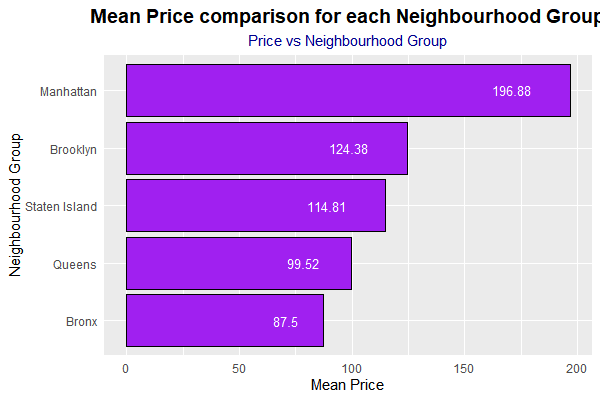 Mean Price comparison for each Neighbourhood Group
Price vs Neighbourhood Group
Neighbourhood Group
Manhattan 196.88
Brooklyn 124.38
Staten Island 114.81
Queens 99.52
Bronx 87.5
0 50 100 150 200
Mean Price